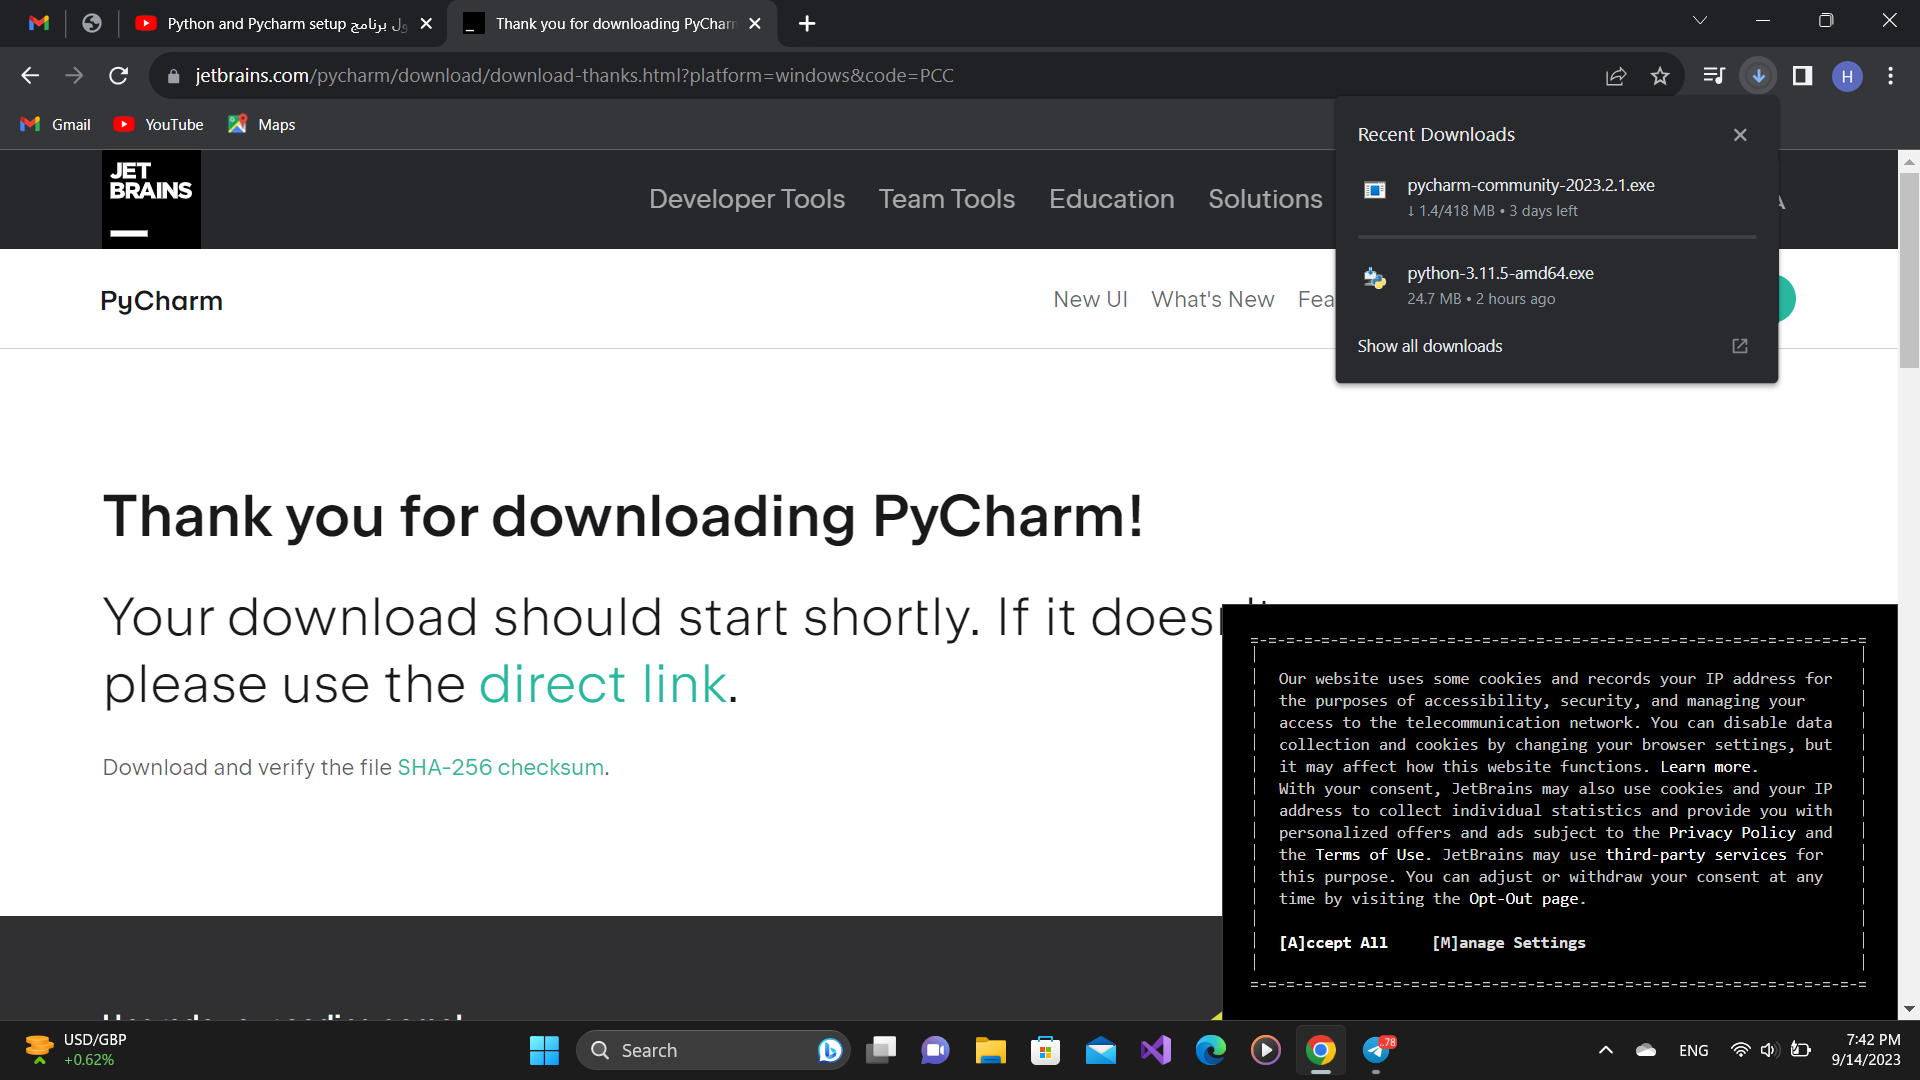 Python and Pycharm setup ول برنامج
Thank you for downloading PyCharm
jetbrains.com/pycharm/download/download-thanks.html?platform=windows&code=PCC
H
Gmail
YouTube
Maps
Recent Downloads
pycharm-community-2023.2.1.exe
↓ 1.4/418 MB • 3 days left
python-3.11.5-amd64.exe
24.7 MB • 2 hours ago
Show all downloads
JET
BRAINS
Developer Tools
Team Tools
Education
Solutions
PyCharm
New UI
What's New
Fea
Thank you for downloading PyCharm!
Your download should start shortly. If it doesn't
please use the direct link.
Download and verify the file SHA-256 checksum.
Our website uses some cookies and records your IP address for
the purposes of accessibility, security, and managing your
access to the telecommunication network. You can disable data
collection and cookies by changing your browser settings, but
it may affect how this website functions. Learn more.
With your consent, JetBrains may also use cookies and your IP
address to collect individual statistics and provide you with
personalized offers and ads subject to the Privacy Policy and
the Terms of Use. JetBrains may use third-party services for
this purpose. You can adjust or withdraw your consent at any
time by visiting the Opt-Out page.
[A]ccept All
[M]anage Settings
USD/GBP
+0.62%
Search
78
ENG
7:42 PM
9/14/2023